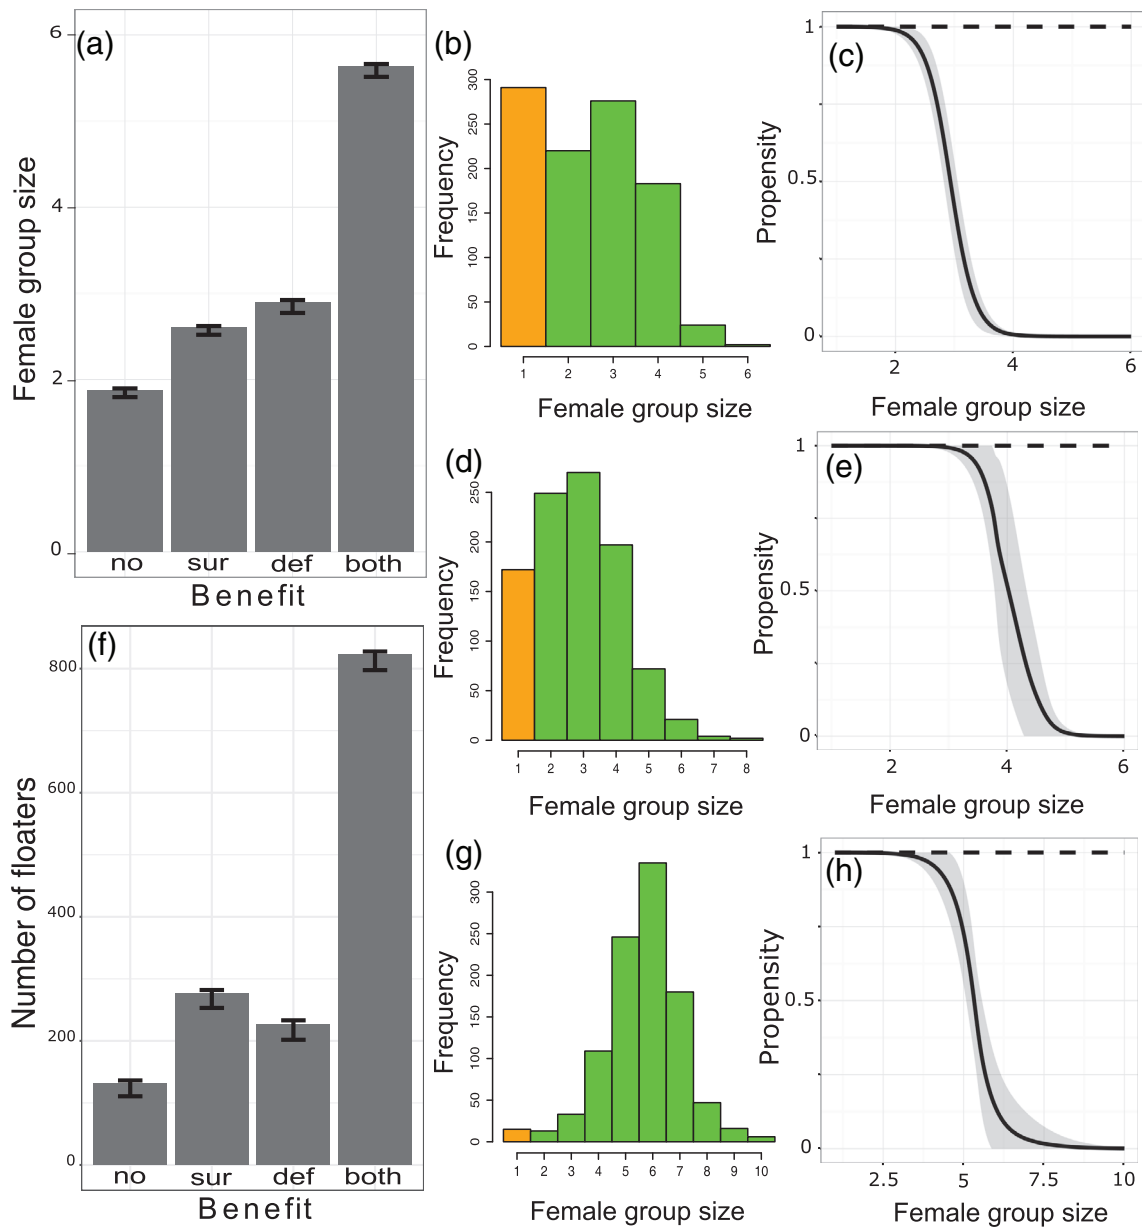 (a)
Female group size
6
4
2
0
no sur def both
Benefit
(b)
Frequency
300
250
200
150
100
50
0
1 2 3 4 5 6
Female group size
(c)
Propensity
1
0.5
0
2 4 6
Female group size
(d)
Frequency
250
200
150
100
50
0
1 2 3 4 5 6 7 8
Female group size
(e)
Propensity
1
0.5
0
2 4 6
Female group size
(f)
Number of floaters
800
600
400
200
0
no sur def both
Benefit
(g)
Frequency
300
250
200
150
100
50
0
1 2 3 4 5 6 7 8 9 10
Female group size
(h)
Propensity
1
0.5
0
2.5 5 7.5 10
Female group size